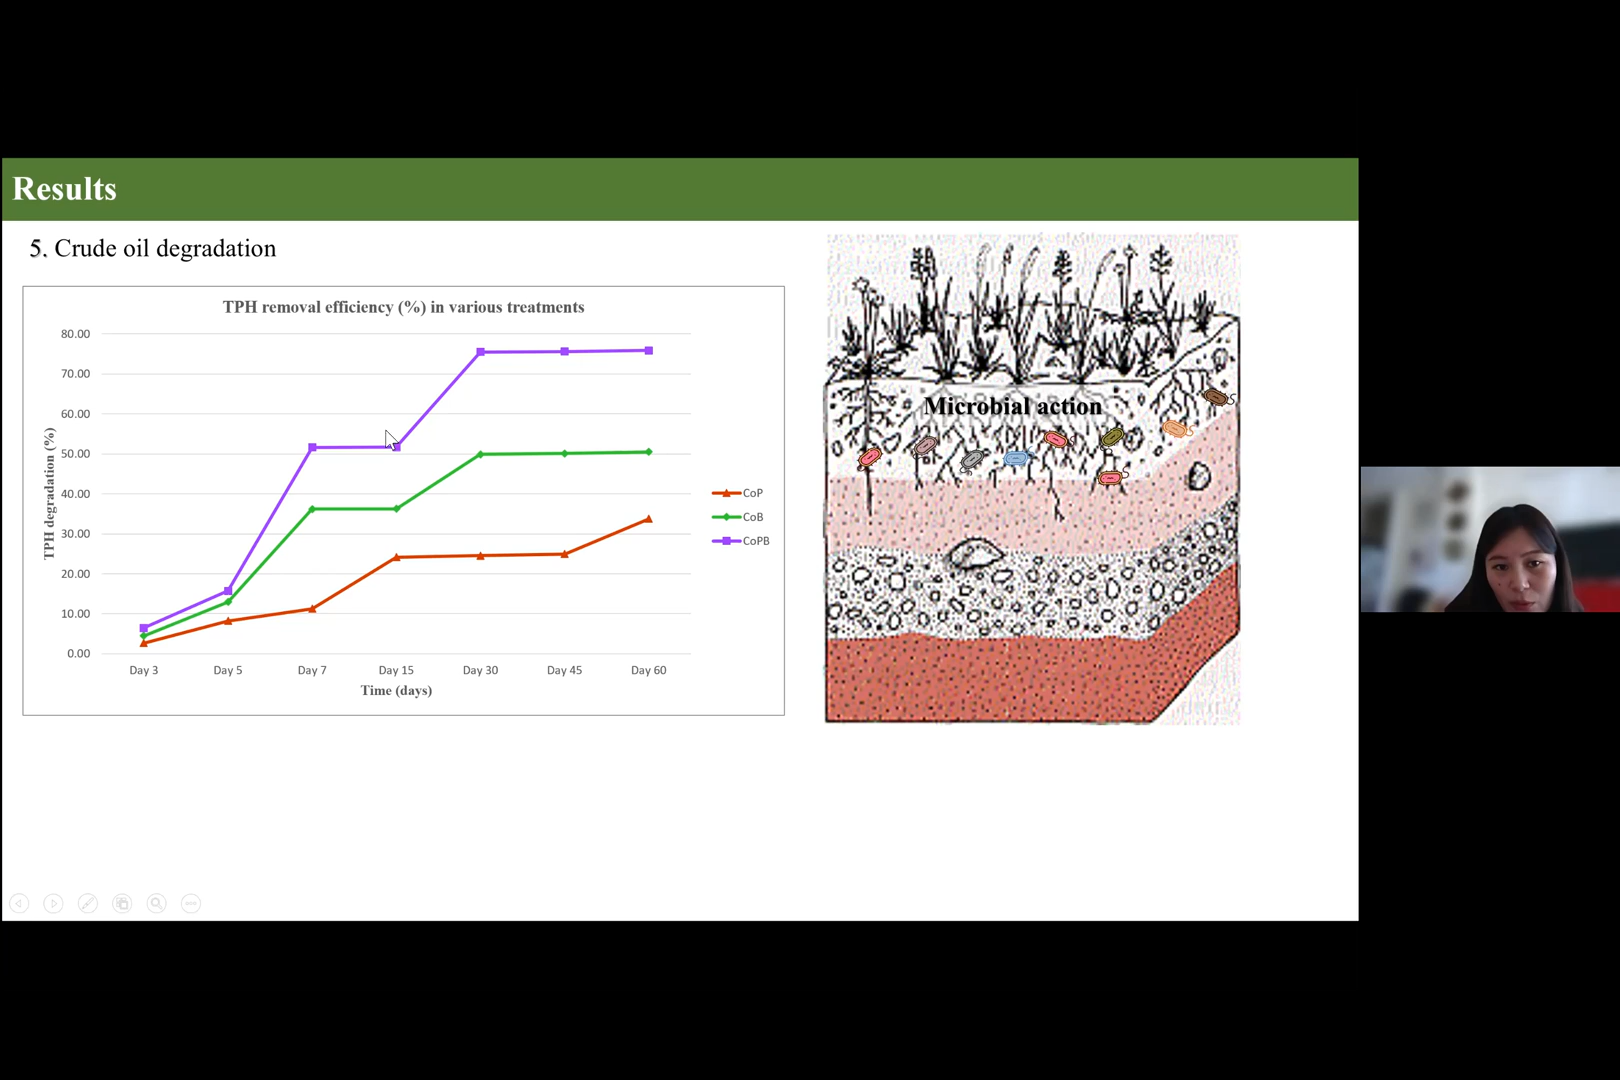 Results
5. Crude oil degradation
TPH removal efficiency (%) in various treatments
80.00
70.00
60.00
50.00
40.00
30.00
20.00
10.00
0.00
TPH degradation (%)
Day 3 Day 5 Day 7 Day 15 Day 30 Day 45 Day 60
Time (days)
CoP
CoB
CoPB
Microbial action